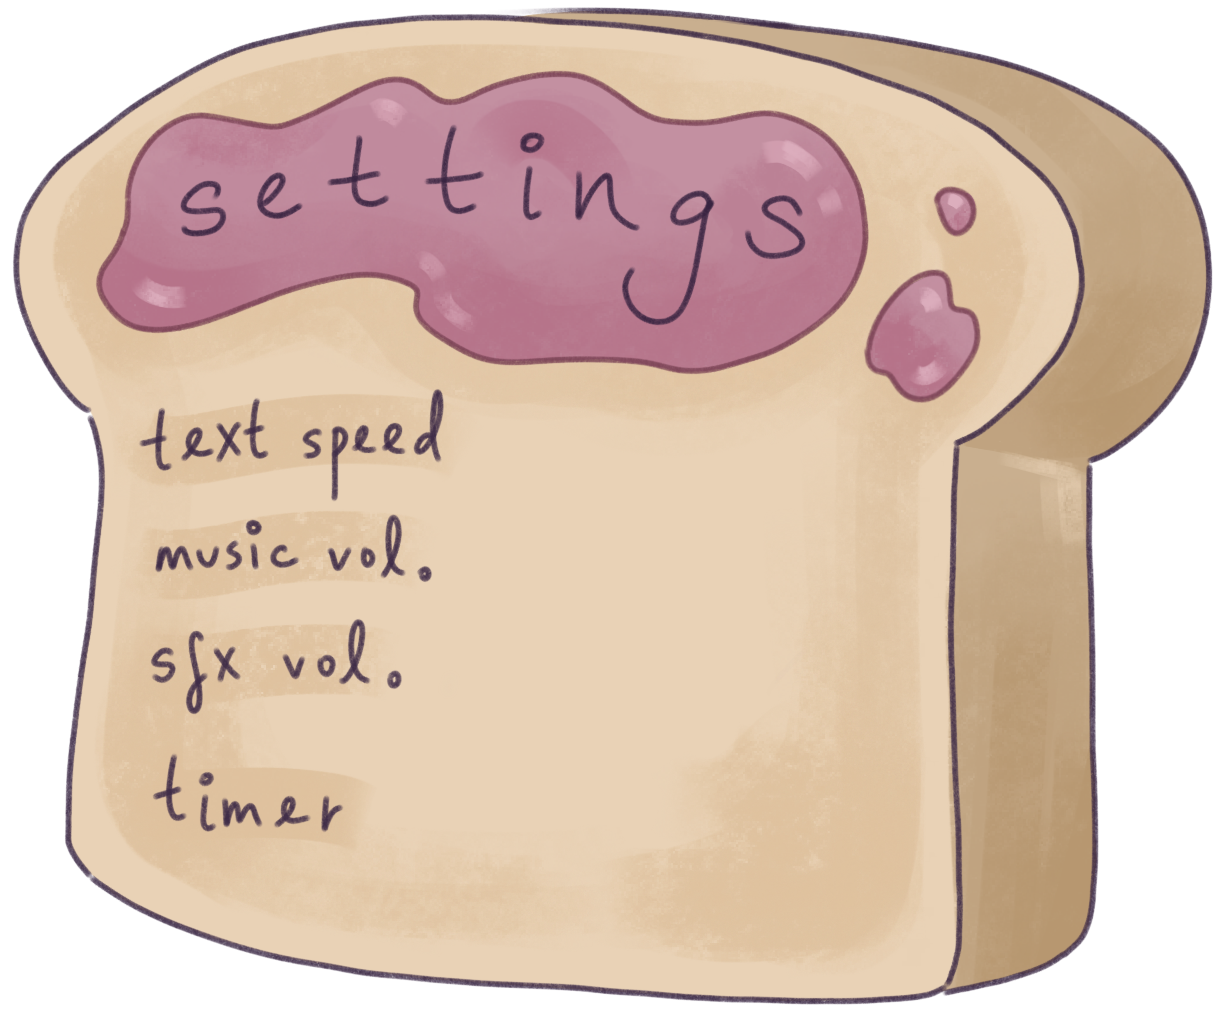 settings
text speed
music vol.
sfx vol.
timer